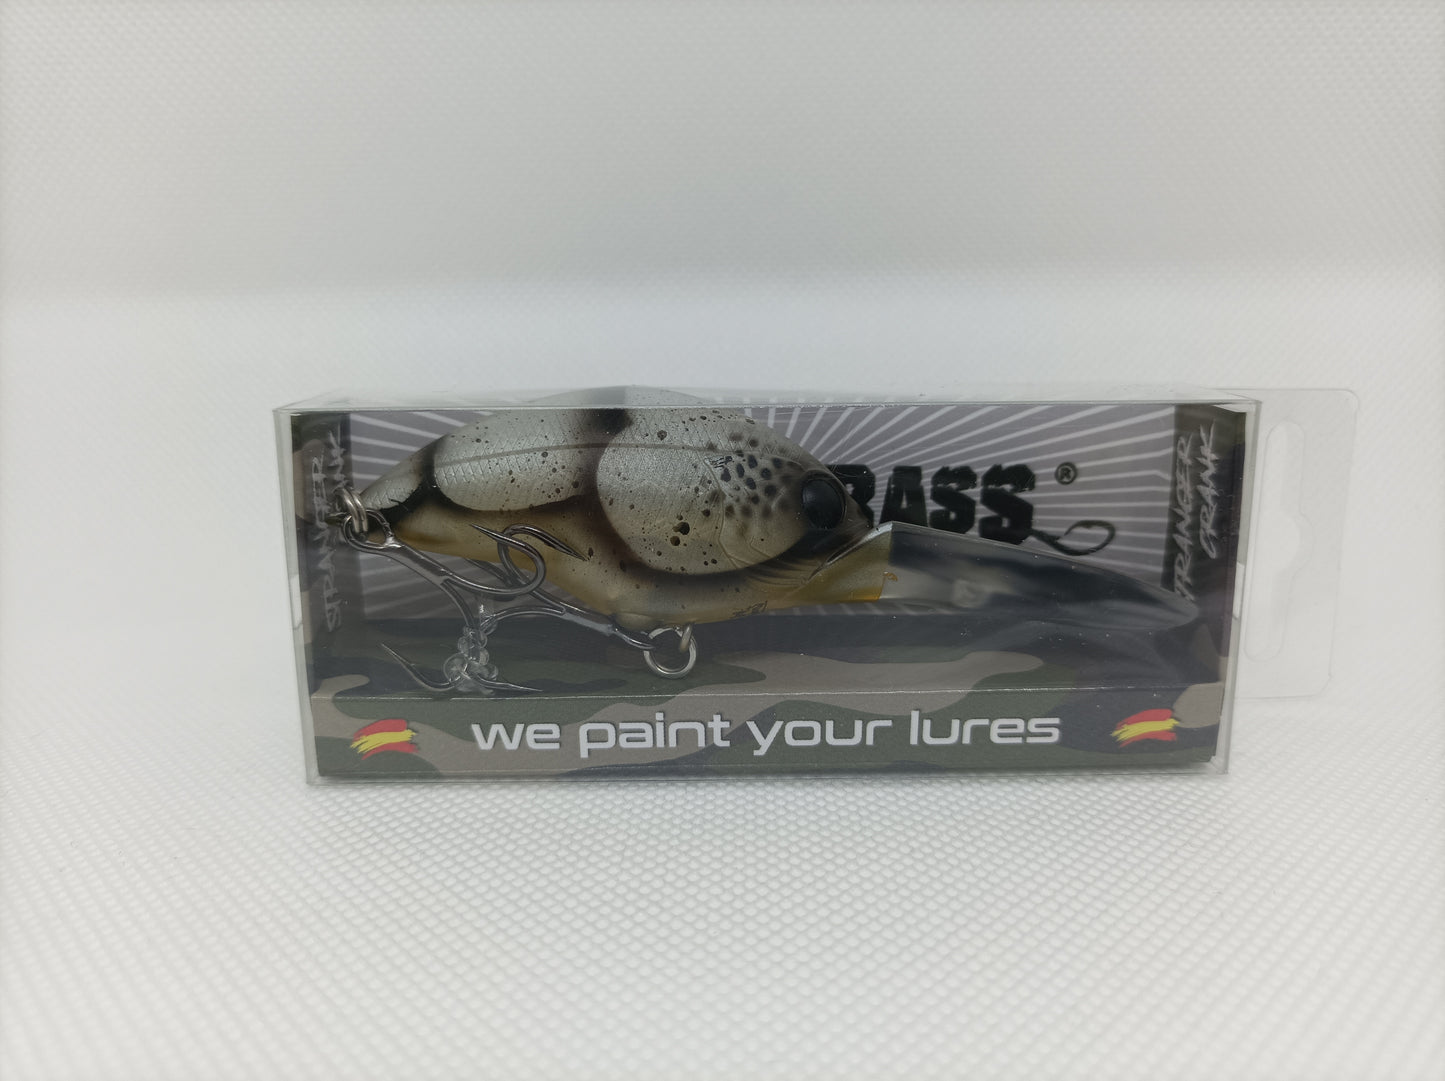 BASS®
STRANGER
CRANK
STRANGER
CRANK
we paint your lures